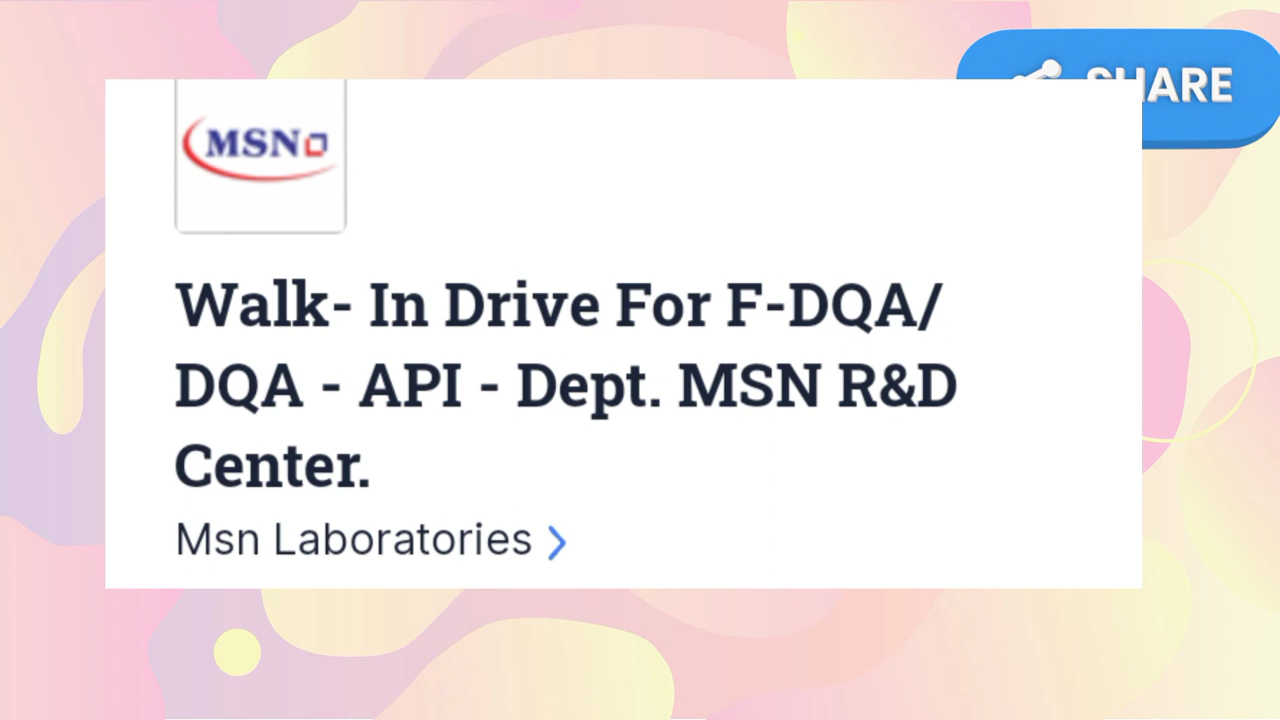 SHARE
MSN
Walk- In Drive For F-DQA/
DQA - API - Dept. MSN R&D
Center.
Msn Laboratories